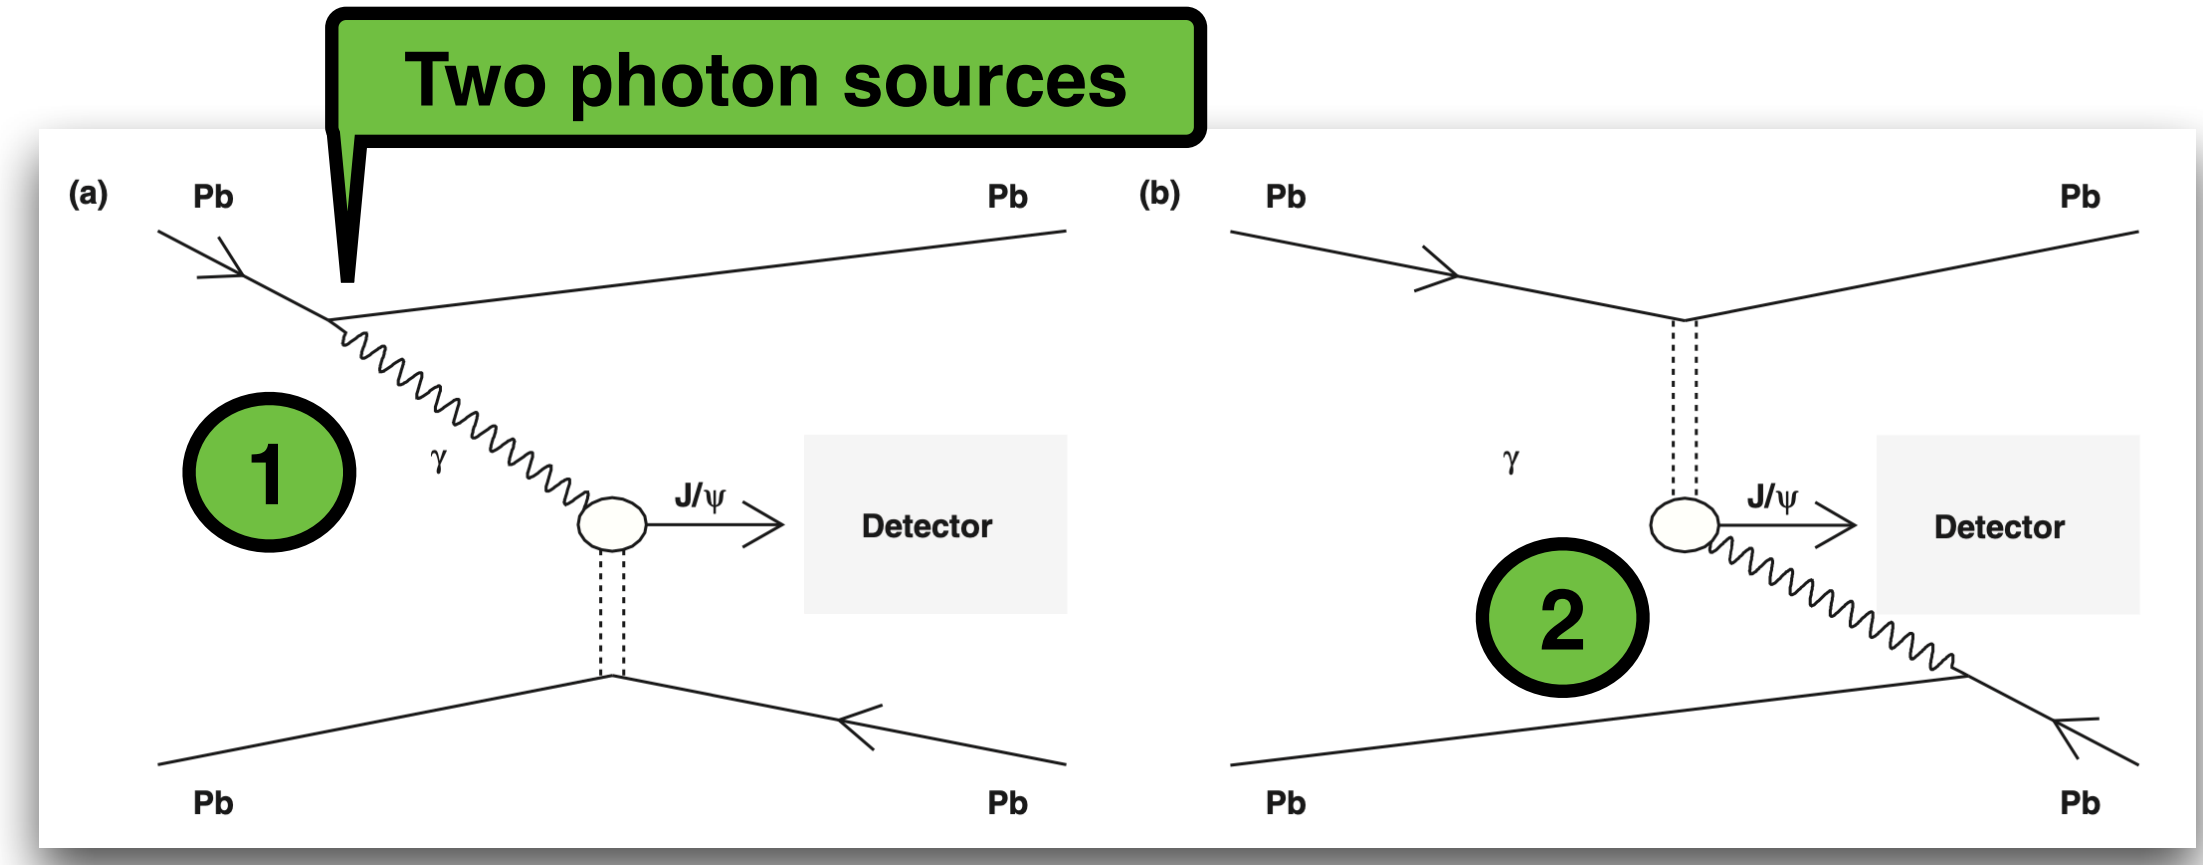 Two photon sources
(a)
Pb
Pb
1
γ
J/ψ
Detector
Pb
Pb
(b)
Pb
Pb
γ
J/ψ
Detector
2
Pb
Pb